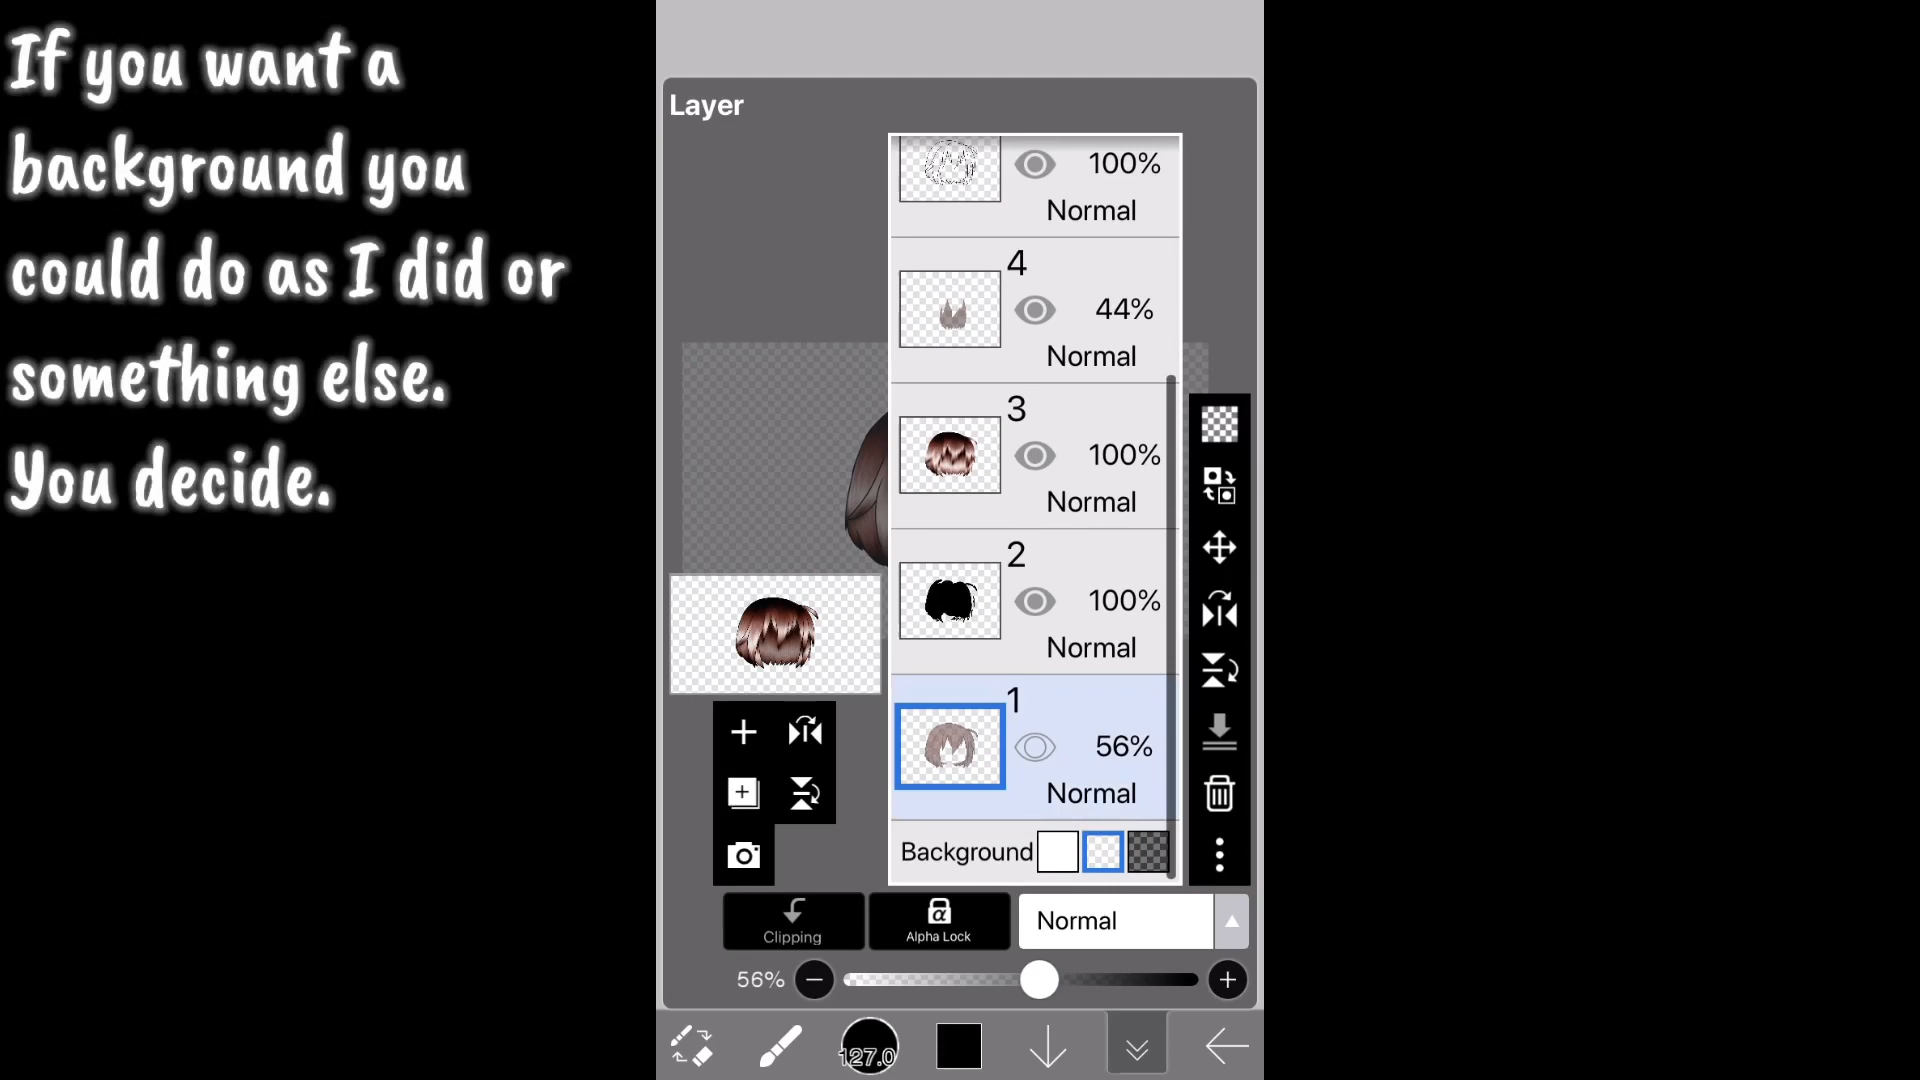 If you want a
background you
could do as I did or
something else.
You decide.
Layer
100%
Normal
4
44%
Normal
3
100%
Normal
2
100%
Normal
1
56%
Normal
Background
Clipping
Alpha Lock
Normal
56%
127.0